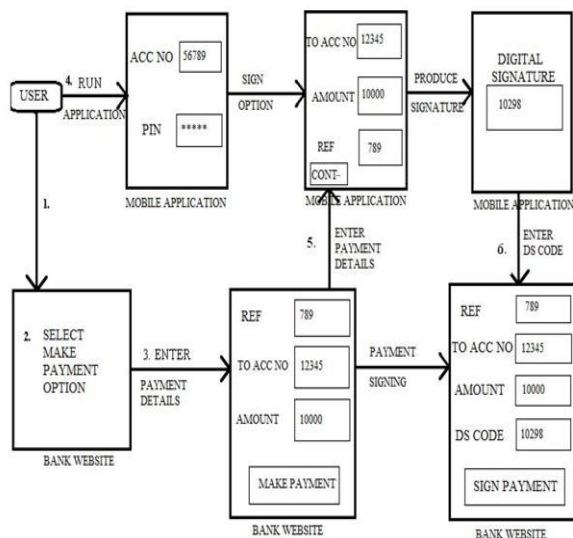 ACC NO 56789
PIN *****
MOBILE APPLICATION
USER
4. RUN
APPLICATION
SIGN
OPTION
TO ACC NO 12345
AMOUNT 10000
REF 789
CONT-
MOBILE APPLICATION
PRODUCE
SIGNATURE
DIGITAL
SIGNATURE
10298
MOBILE APPLICATION
1.
5. ENTER
PAYMENT
DETAILS
6. ENTER
DS CODE
2. SELECT
MAKE
PAYMENT
OPTION
BANK WEBSITE
3. ENTER
PAYMENT
DETAILS
REF 789
TO ACC NO 12345
AMOUNT 10000
MAKE PAYMENT
BANK WEBSITE
PAYMENT
SIGNING
REF 789
TO ACC NO 12345
AMOUNT 10000
DS CODE 10298
SIGN PAYMENT
BANK WEBSITE